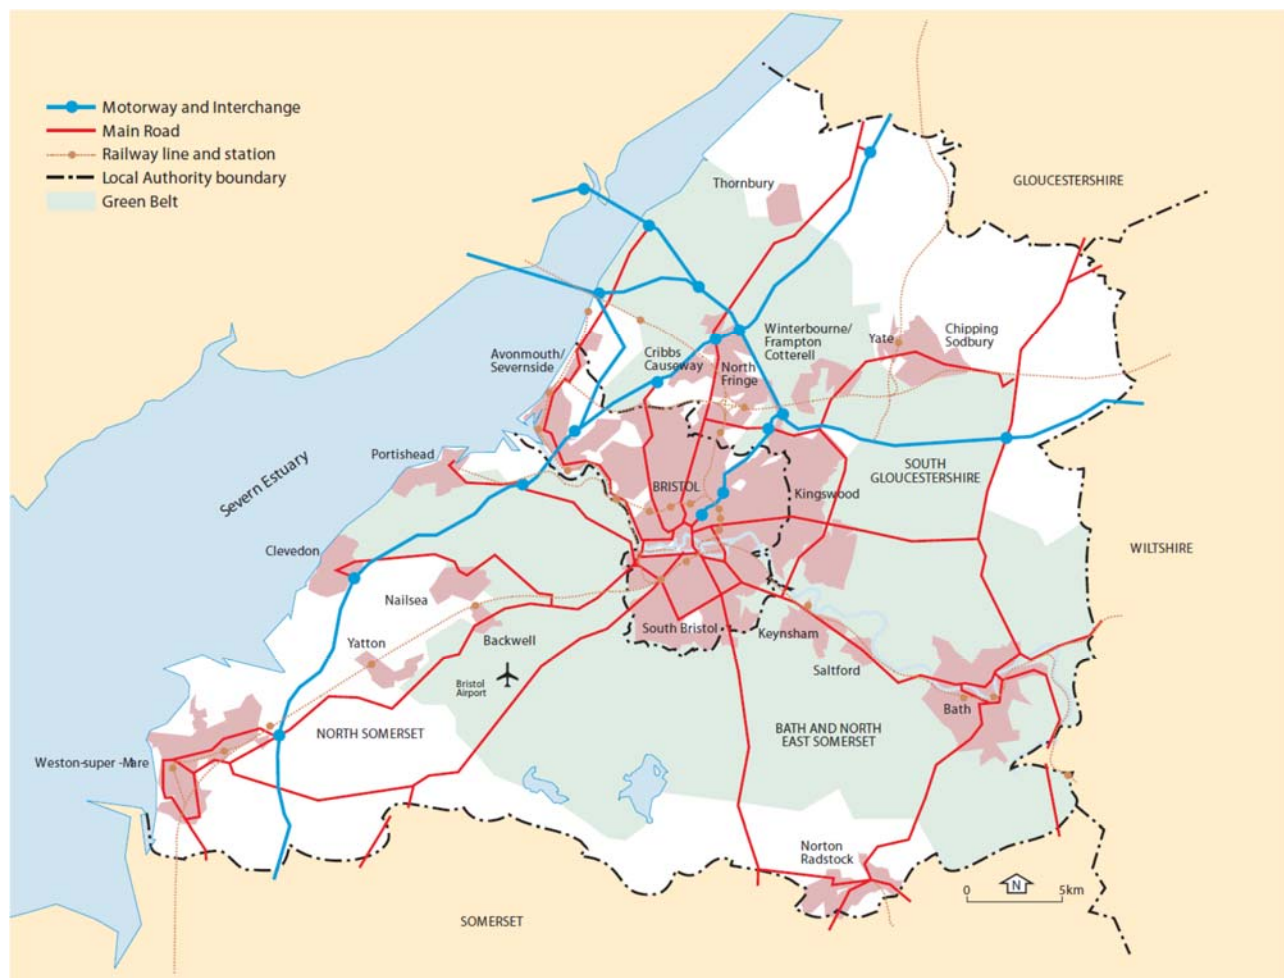 Motorway and Interchange
Main Road
Railway line and station
Local Authority boundary
Green Belt
GLOUCESTERSHIRE
Thornbury
Winterbourne/
Frampton
Cotterell
Yate
Chipping
Sodbury
Avonmouth/
Severnside
Cribbs
Causeway
North
Fringe
Portishead
Severn Estuary
BRISTOL
Kingswood
SOUTH
GLOUCESTERSHIRE
Clevedon
WILTSHIRE
Nailsea
Yatton
Backwell
South Bristol
Keynsham
Saltford
Bristol
Airport
Bath
NORTH SOMERSET
BATH AND NORTH
EAST SOMERSET
Weston-super -Mare
Norton
Radstock
N
0 5km
SOMERSET